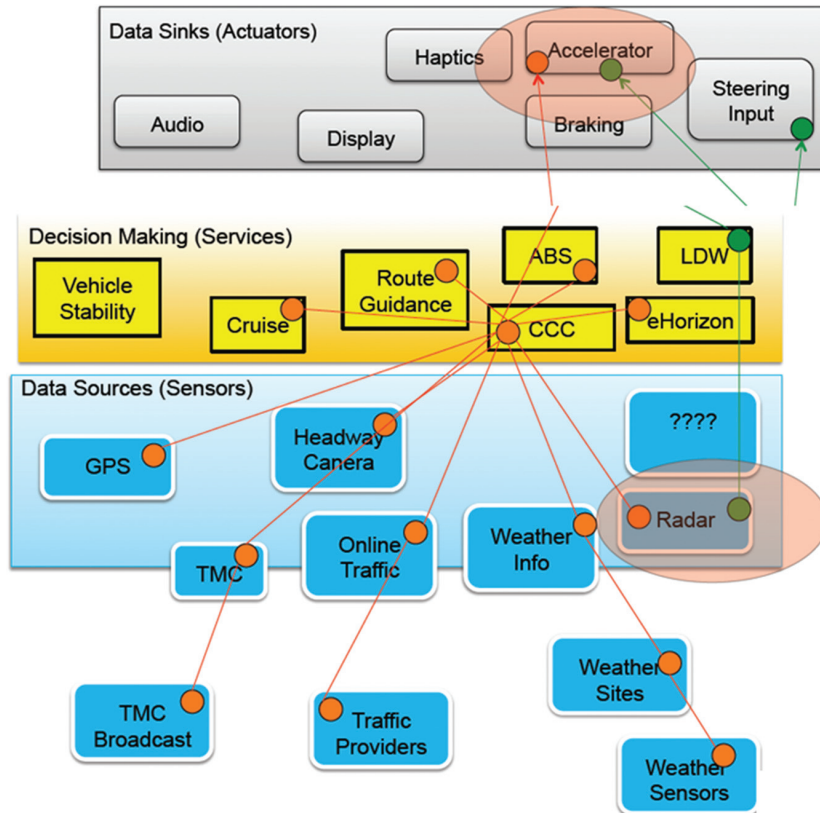 Data Sinks (Actuators)
Haptics
Accelerator
Steering
Input
Audio
Display
Braking
Decision Making (Services)
Vehicle
Stability
Cruise
Route
Guidance
ABS
LDW
CCC
eHorizon
Data Sources (Sensors)
GPS
Headway
Canera
????
TMC
Online
Traffic
Weather
Info
Radar
TMC
Broadcast
Traffic
Providers
Weather
Sites
Weather
Sensors